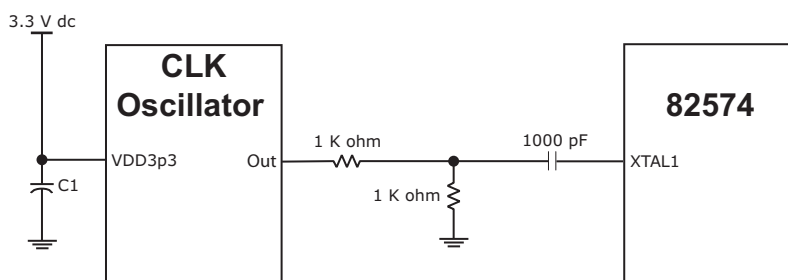 3.3 V dc
CLK
Oscillator
82574
1 K ohm
1000 pF
VDD3p3
Out
XTAL1
C1
1 K ohm